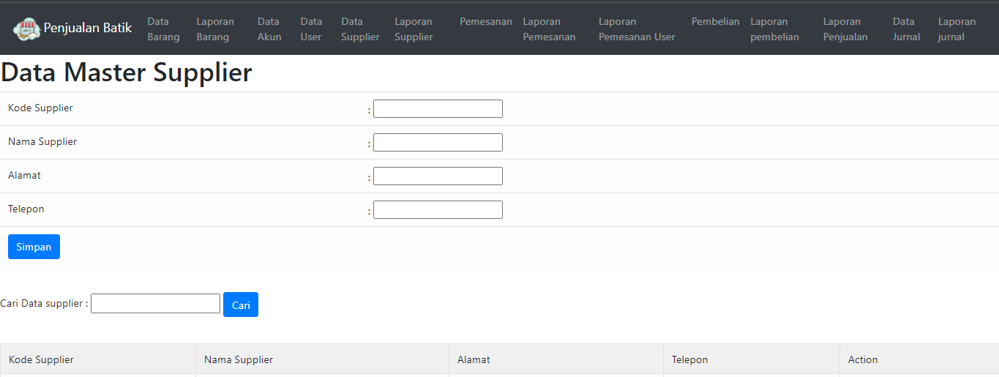 Penjualan Batik
Data Barang
Laporan Barang
Data Akun
Data User
Data Supplier
Laporan Supplier
Pemesanan
Laporan Pemesanan
Laporan Pemesanan User
Pembelian
Laporan pembelian
Laporan Penjualan
Data Jurnal
Laporan jurnal
Data Master Supplier
Kode Supplier :
Nama Supplier :
Alamat :
Telepon :
Simpan
Cari Data supplier : Cari
Kode Supplier Nama Supplier Alamat Telepon Action